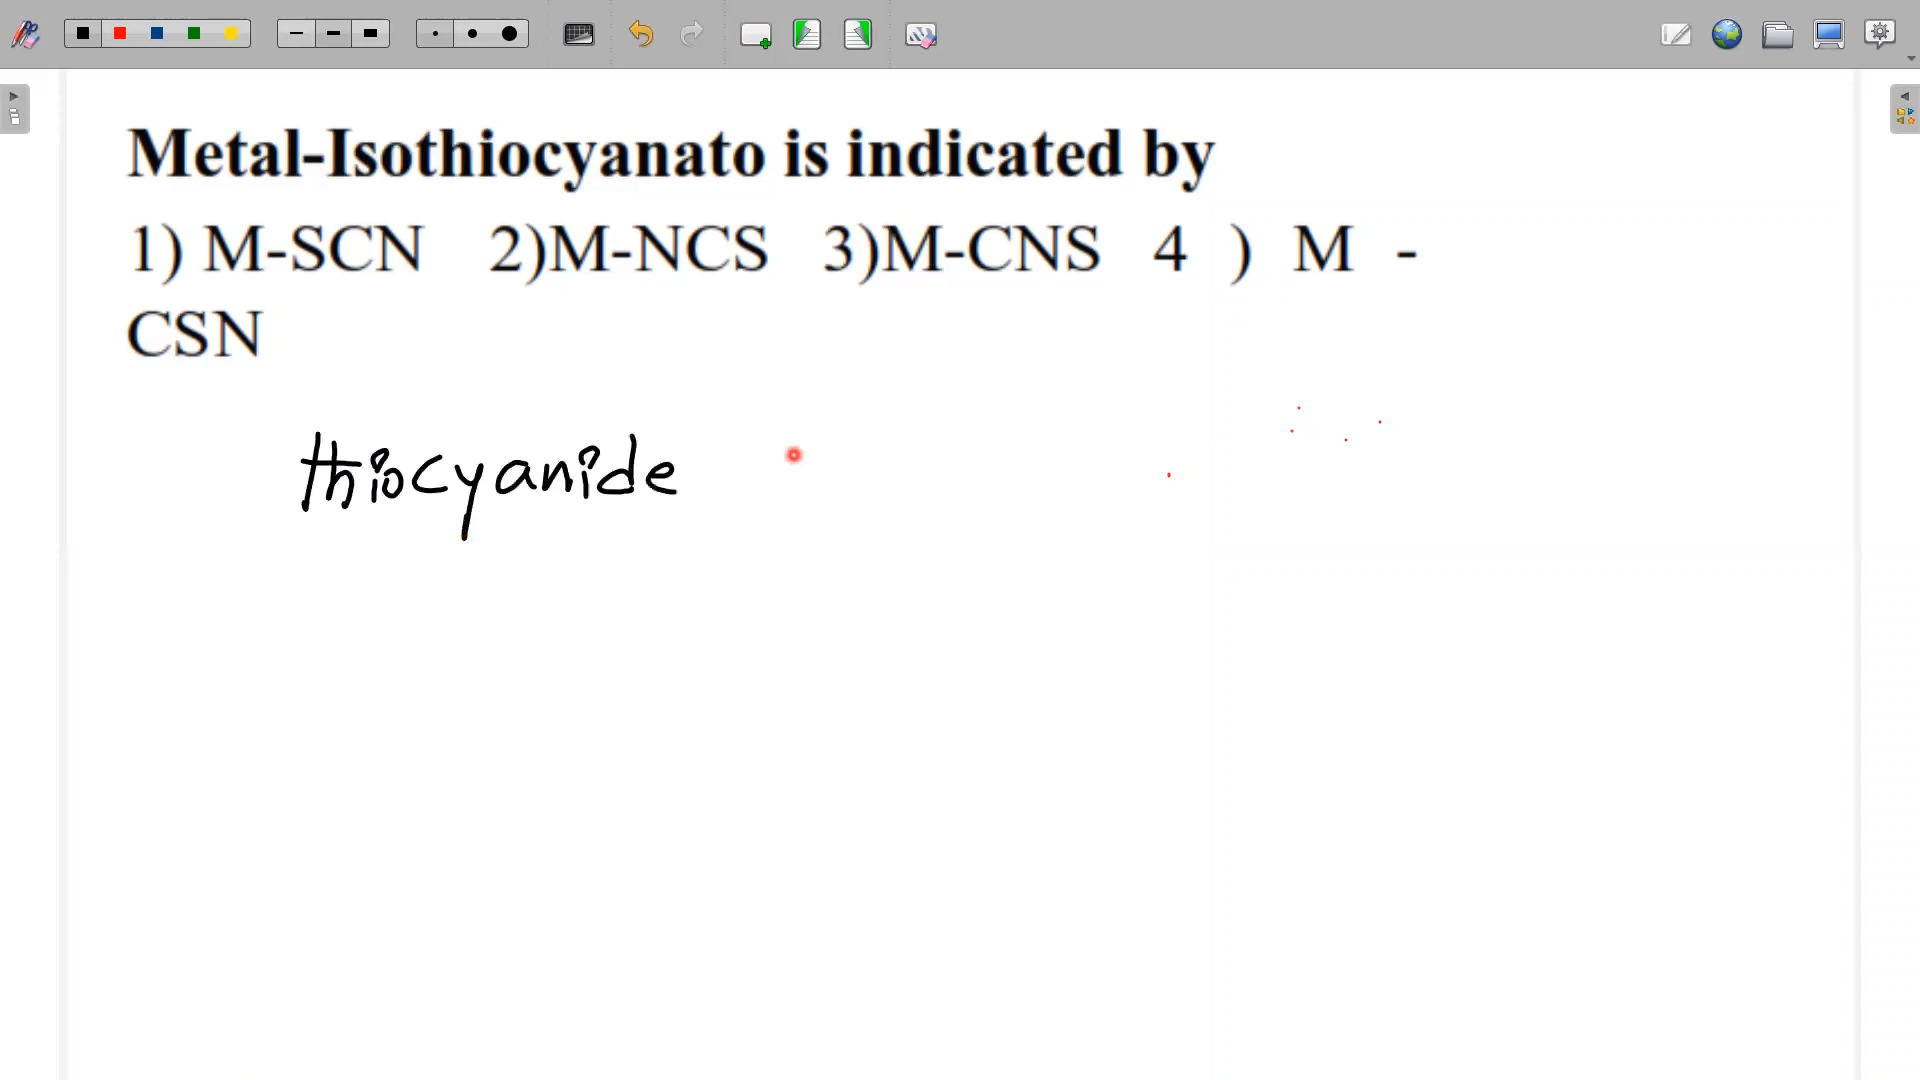 Metal-Isothiocyanato is indicated by
1) M-SCN 2)M-NCS 3)M-CNS 4 ) M -
CSN
thiocyanide